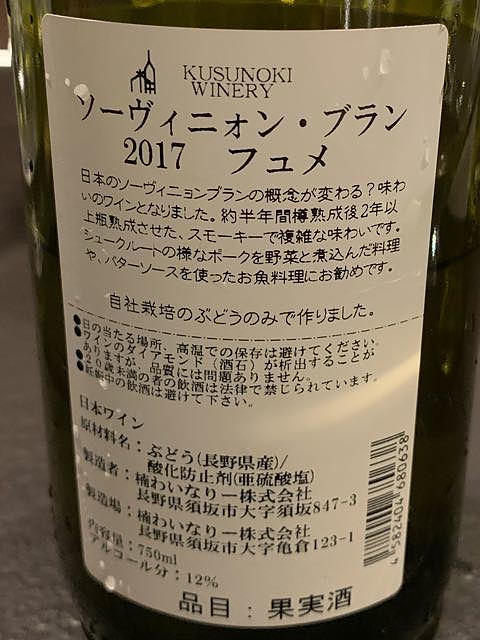 KUSUNOKI
WINERY
ソーヴィニォン・ブラン
2017 フュメ
日本のソーヴィニョンブランの概念が変わる?味わ
いのワインとなりました。約半年間樽熟成後2年以
上瓶熟成させた、スモーキーで複雑な味わいです。
シュークルートの様なポークを野菜と煮込んだ料理
や、バターソースを使ったお魚料理にお勧めです。
自社栽培のぶどうのみで作りました。
●日の当たる場所、高温での保存は避けてください。
●ワインのダイアモンド(酒石)が析出することが
ありますが、品質には問題ありません。
●20歳未満の者の飲酒は法律で禁じられています。
●妊娠中の飲酒は避けて下さい。
日本ワイン
原材料名:ぶどう(長野県産)/
酸化防止剤(亜硫酸塩)
製造者:楠わいなりー株式会社
長野県須坂市大字須坂847-3
製造場:楠わいなりー株式会社
長野県須坂市大字亀倉123-1
内容量:750ml
アルコール分:12%
品目:果実酒
4582404680638